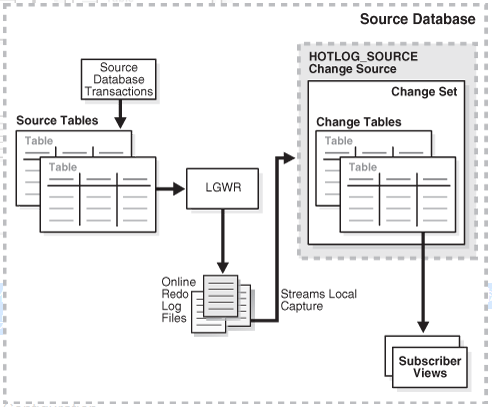 Source Database
HOTLOG_SOURCE
Change Source
Source
Database
Transactions
Change Set
Source Tables
Table
Table
Change Tables
Table
Table
LGWR
Online
Redo
Log
Files
Streams Local
Capture
Subscriber
Views